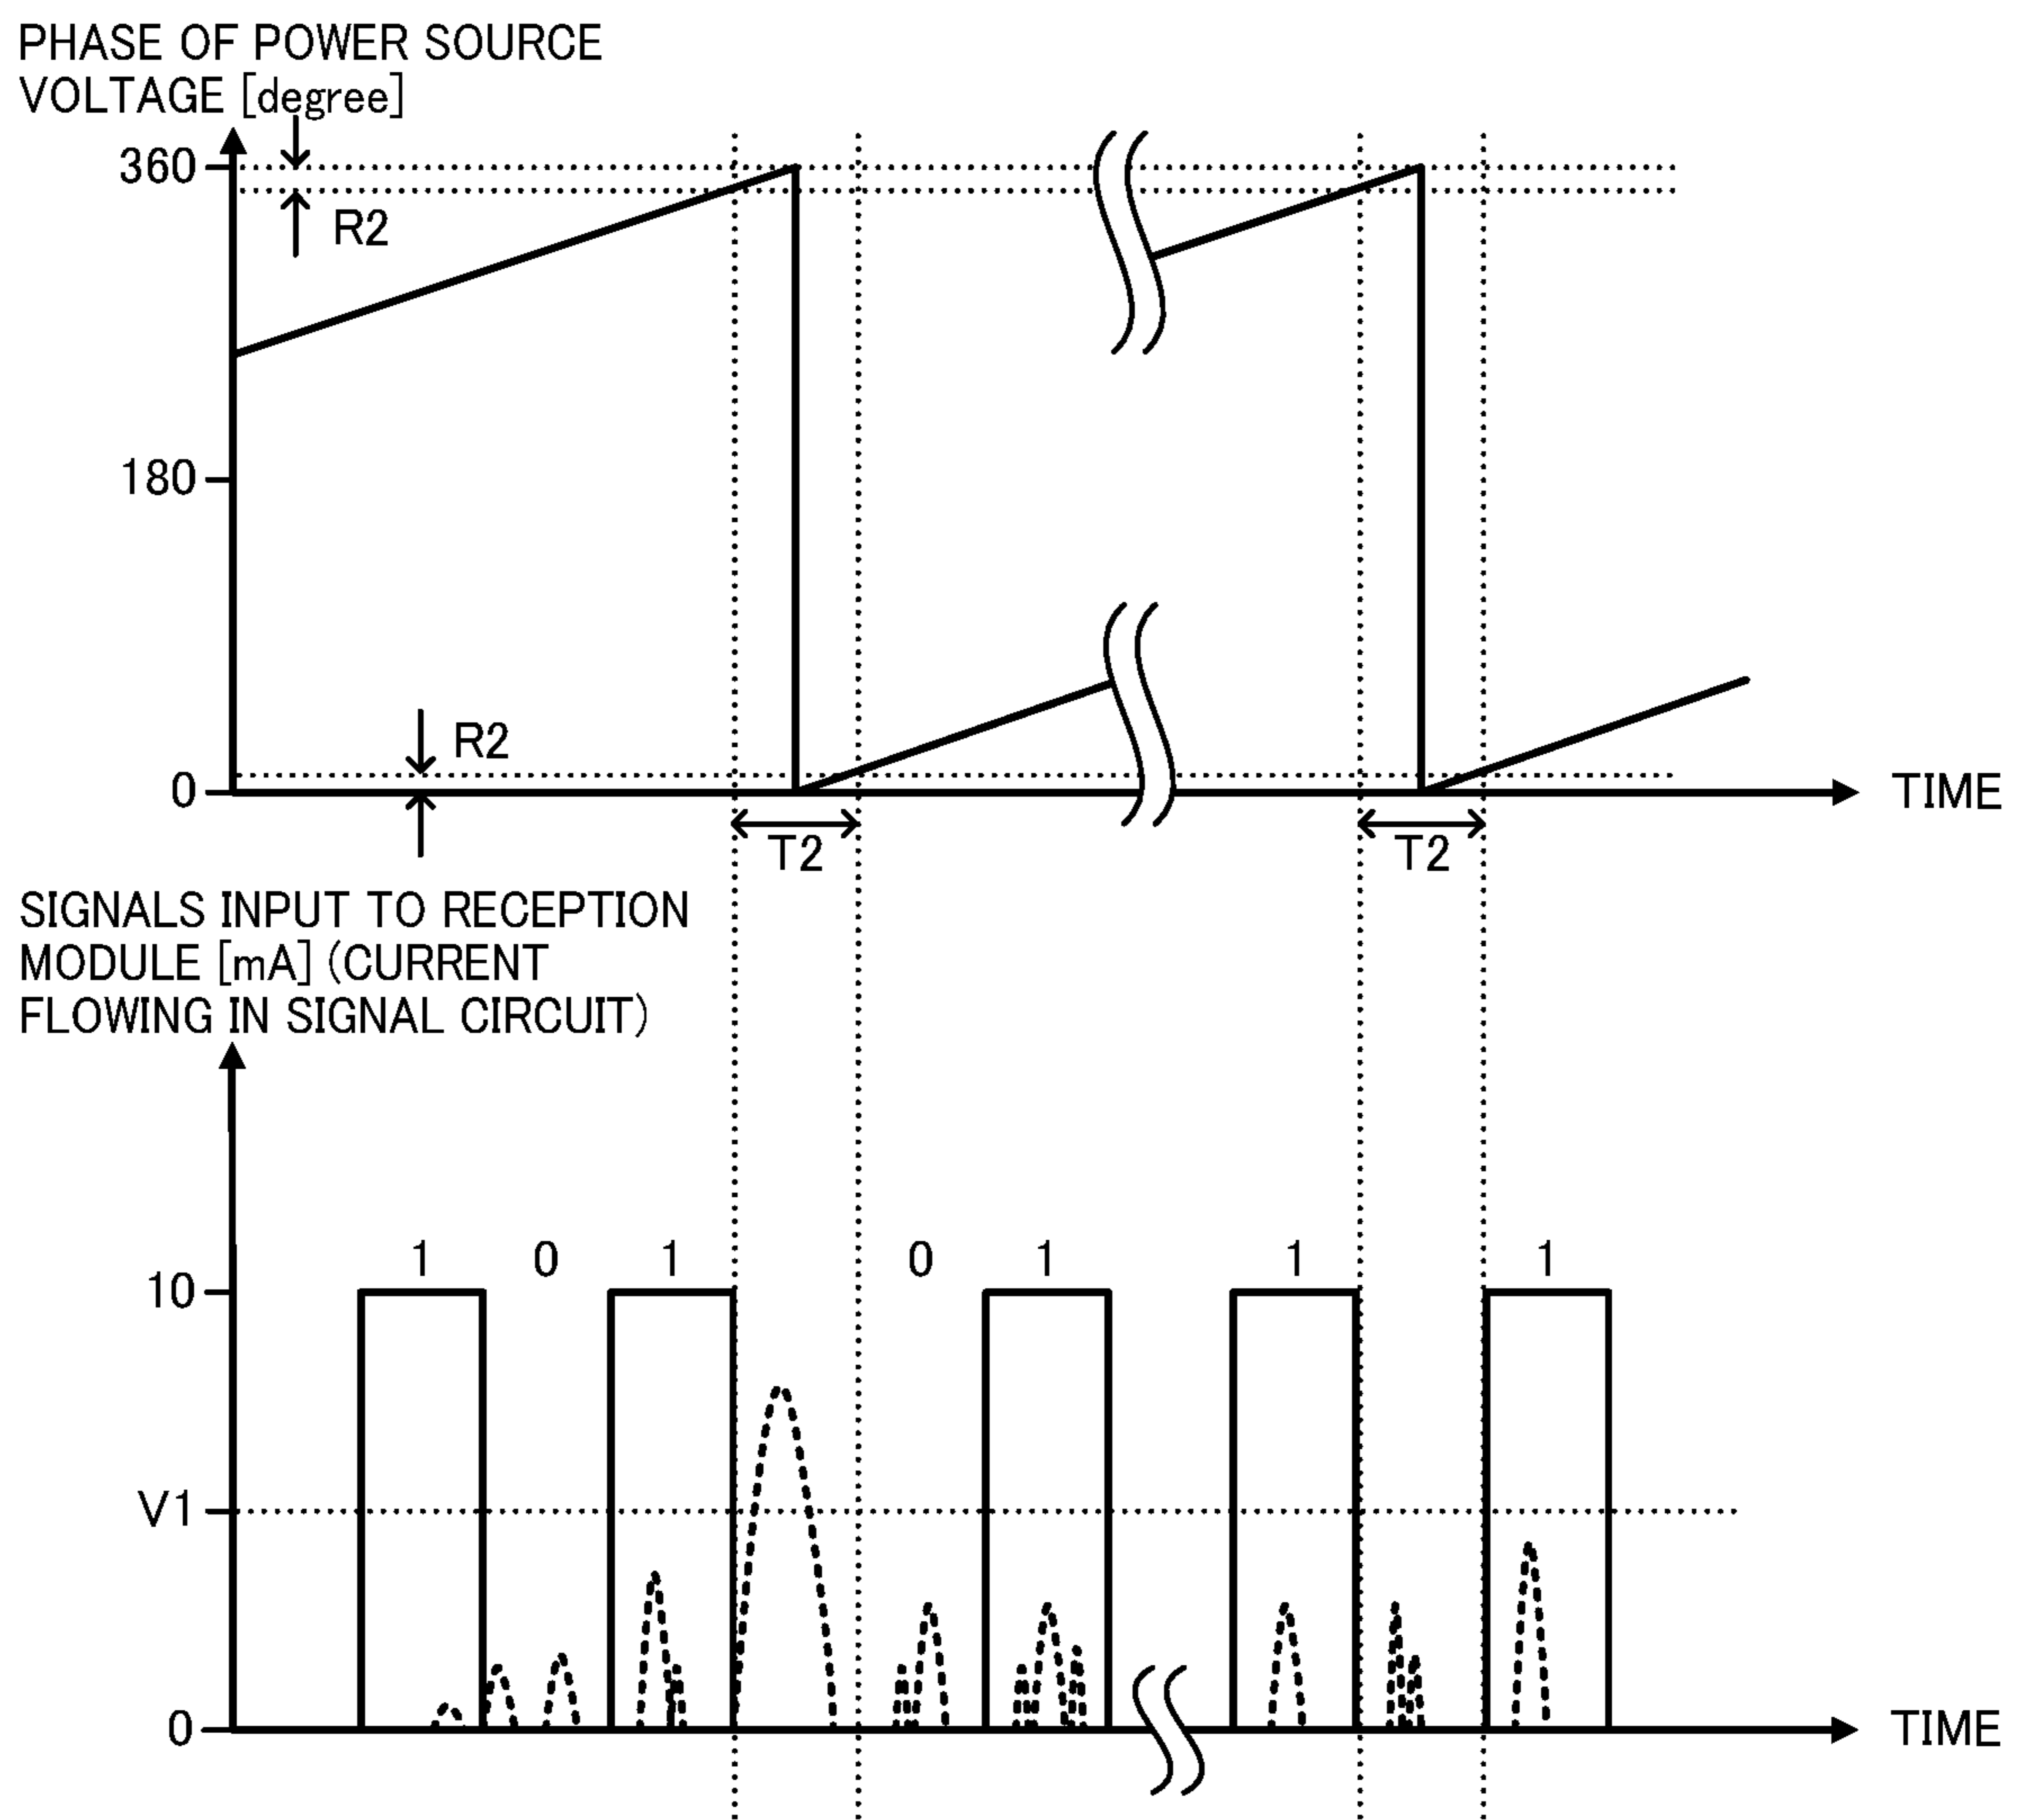 PHASE OF POWER SOURCE
VOLTAGE [degree]
360
R2
180
R2
0
TIME
T2 T2
SIGNALS INPUT TO RECEPTION
MODULE [mA] (CURRENT
FLOWING IN SIGNAL CIRCUIT)
1 0 1 0 1 1 1
10
V1
0
TIME